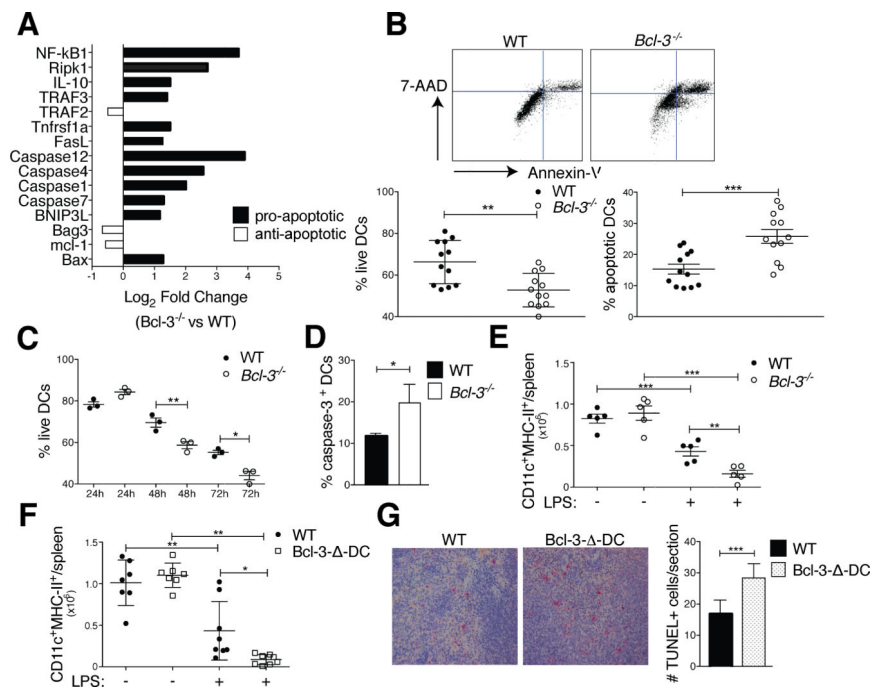 A
NF-kB1
Ripk1
IL-10
TRAF3
TRAF2
Tnfrsf1a
FasL
Caspase12
Caspase4
Caspase1
Caspase7
BNIP3L
Bag3
mcl-1
Bax
pro-apoptotic
anti-apoptotic
-1 0 1 2 3 4 5
Log2 Fold Change
(Bcl-3-/- vs WT)
B
WT
Bcl-3-/-
7-AAD
Annexin-V
WT
Bcl-3-/-
**
% live DCs
100
80
60
40
***
% apoptotic DCs
40
30
20
10
0
C
WT
Bcl-3-/-
% live DCs
100
80
60
40
**
*
24h 24h 48h 48h 72h 72h
D
WT
Bcl-3-/-
*
% caspase-3+ DCs
30
20
10
0
E
WT
Bcl-3-/-
CD11c+MHC-II+/spleen
(x10⁶)
1.5
1.0
0.5
0
***
***
**
LPS: - - + +
F
WT
Bcl-3-Δ-DC
CD11c+MHC-II+/spleen
(x10⁶)
1.5
1.0
0.5
0
**
**
*
LPS: - - + +
G
WT
Bcl-3-Δ-DC
# TUNEL+ cells/section
40
30
20
10
0
***
WT
Bcl-3-Δ-DC